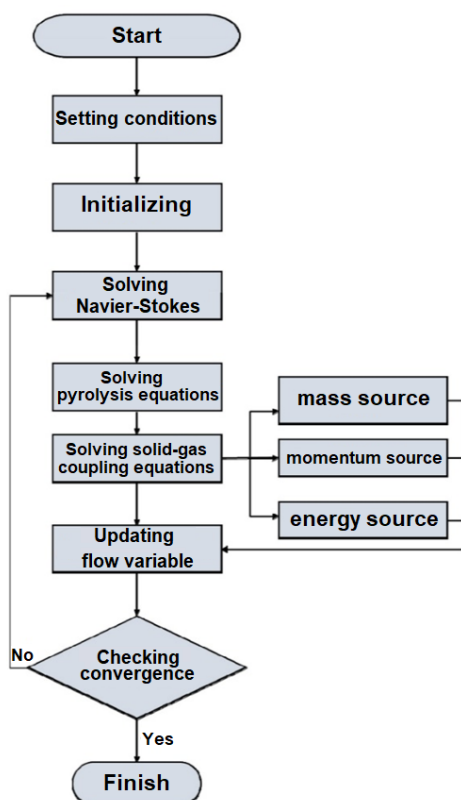 Start
Setting conditions
Initializing
Solving
Navier-Stokes
Solving
pyrolysis equations
Solving solid-gas
coupling equations
mass source
momentum source
energy source
Updating
flow variable
Checking
convergence
No
Yes
Finish